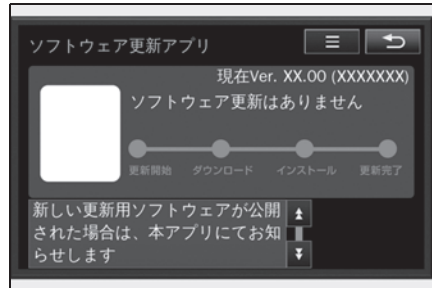 ソフトウェア更新アプリ
現在Ver. XX.00 (XXXXXXX)
ソフトウェア更新はありません
更新開始 ダウンロード インストール 更新完了
新しい更新用ソフトウェアが公開
された場合は、本アプリにてお知
らせします